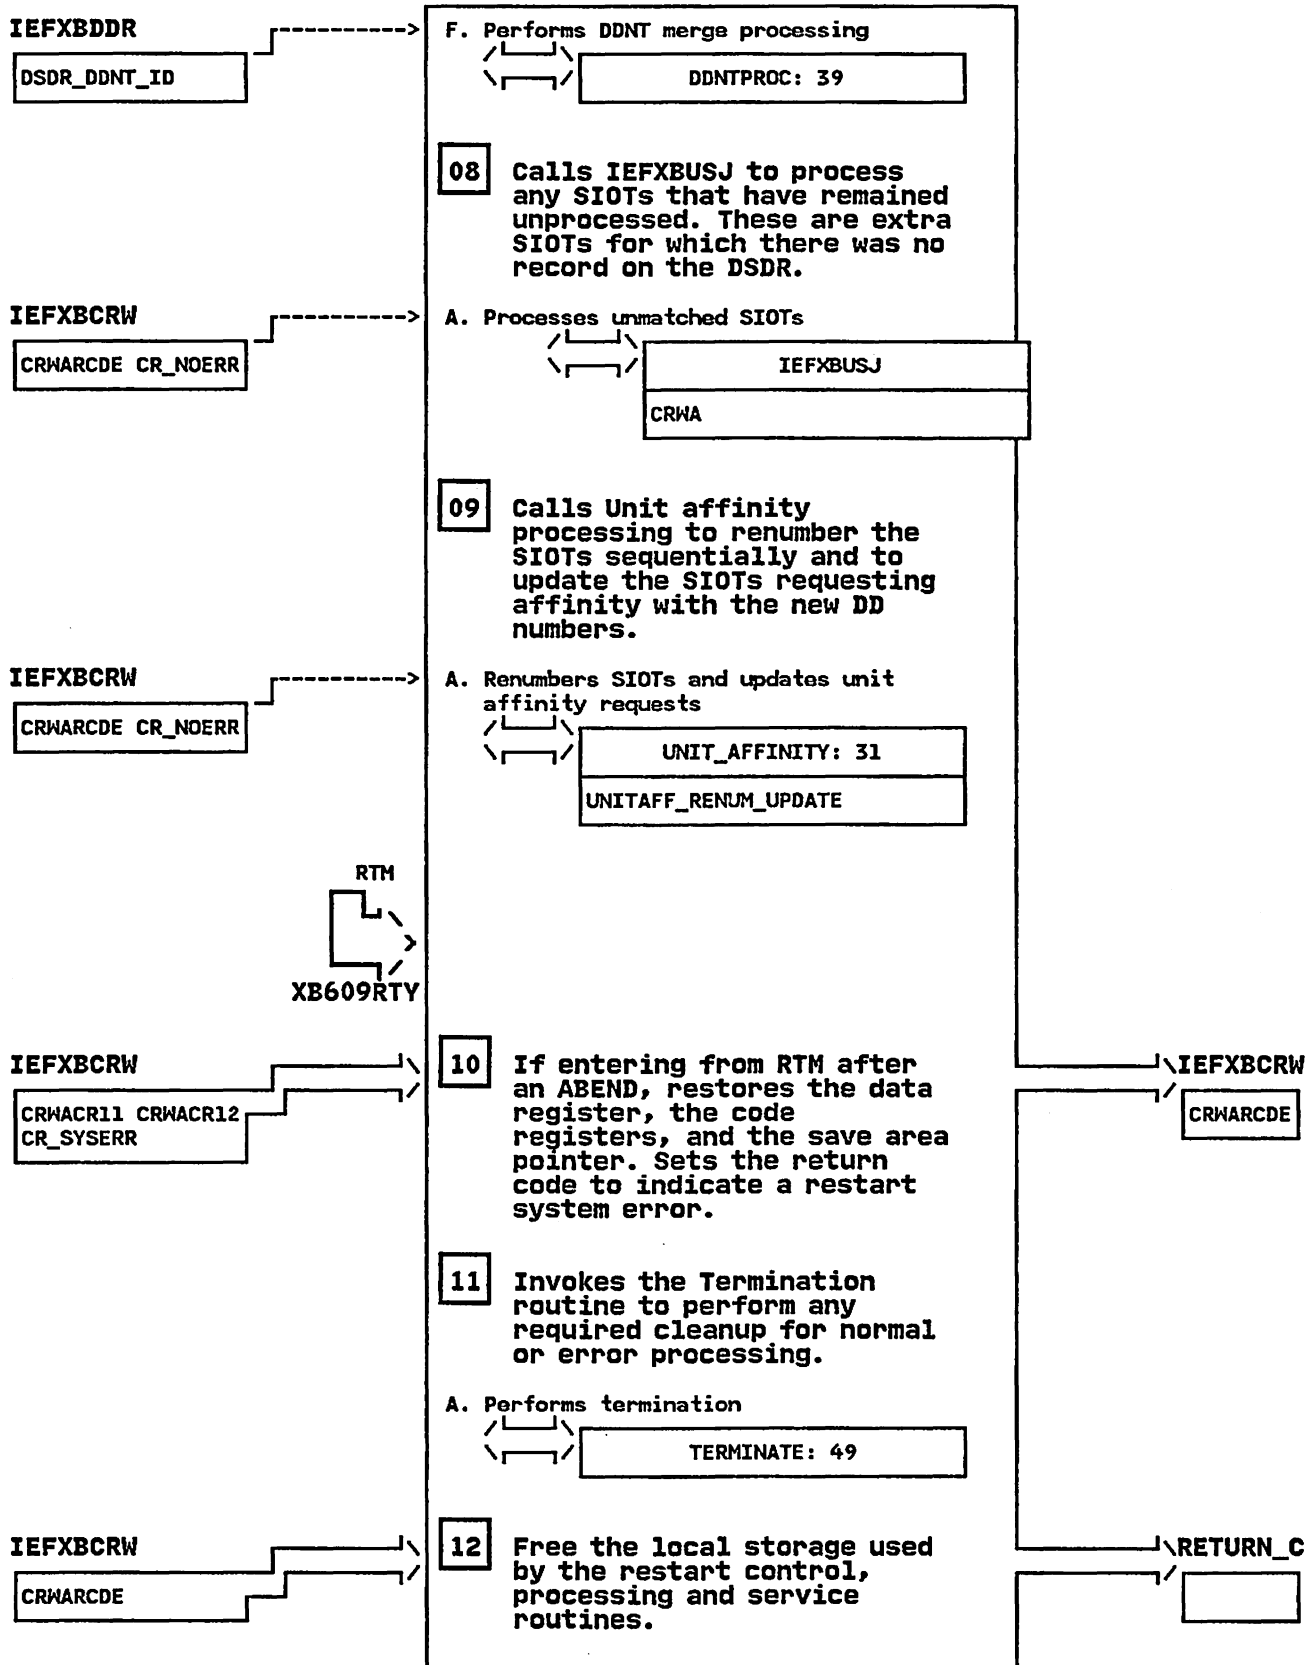 IEFXBDDR
DSDR_DDNT_ID
F. Performs DDNT merge processing
DDNTPROC: 39
08 Calls IEFXBUSJ to process
any SIOTs that have remained
unprocessed. These are extra
SIOTs for which there was no
record on the DSDR.
IEFXBCRW
CRWARCDE CR_NOERR
A. Processes unmatched SIOTs
IEFXBUSJ
CRWA
09 Calls Unit affinity
processing to renumber the
SIOTs sequentially and to
update the SIOTs requesting
affinity with the new DD
numbers.
IEFXBCRW
CRWARCDE CR_NOERR
A. Renumbers SIOTs and updates unit
affinity requests
UNIT_AFFINITY: 31
UNITAFF_RENUM_UPDATE
RTM
XB609RTY
IEFXBCRW
CRWACR11 CRWACR12
CR_SYSERR
10 If entering from RTM after
an ABEND, restores the data
register, the code
registers, and the save area
pointer. Sets the return
code to indicate a restart
system error.
IEFXBCRW
CRWARCDE
11 Invokes the Termination
routine to perform any
required cleanup for normal
or error processing.
A. Performs termination
TERMINATE: 49
IEFXBCRW
CRWARCDE
12 Free the local storage used
by the restart control,
processing and service
routines.
RETURN_C